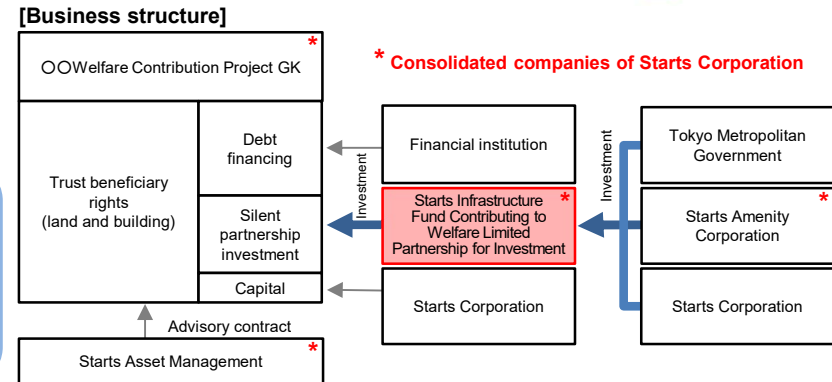 [Business structure]
*
〇〇Welfare Contribution Project GK
* Consolidated companies of Starts Corporation
Trust beneficiary
rights
(land and building)
Debt
financing
Silent
partnership
investment
Capital
Investment
Financial institution
Starts Infrastructure *
Fund Contributing to
Welfare Limited
Partnership for Investment
Starts Corporation
Investment
Tokyo Metropolitan
Government
*
Starts Amenity
Corporation
Starts Corporation
Advisory contract
*
Starts Asset Management